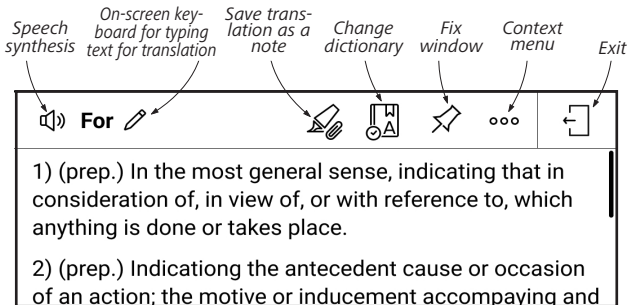 Speech
synthesis
On-screen key-
board for typing
text for translation
Save trans-
lation as a
note
Change
dictionary
Fix
window
Context
menu
Exit
For
A
1) (prep.) In the most general sense, indicating that in
consideration of, in view of, or with reference to, which
anything is done or takes place.
2) (prep.) Indicationg the antecedent cause or occasion
of an action; the motive or inducement accompanying and